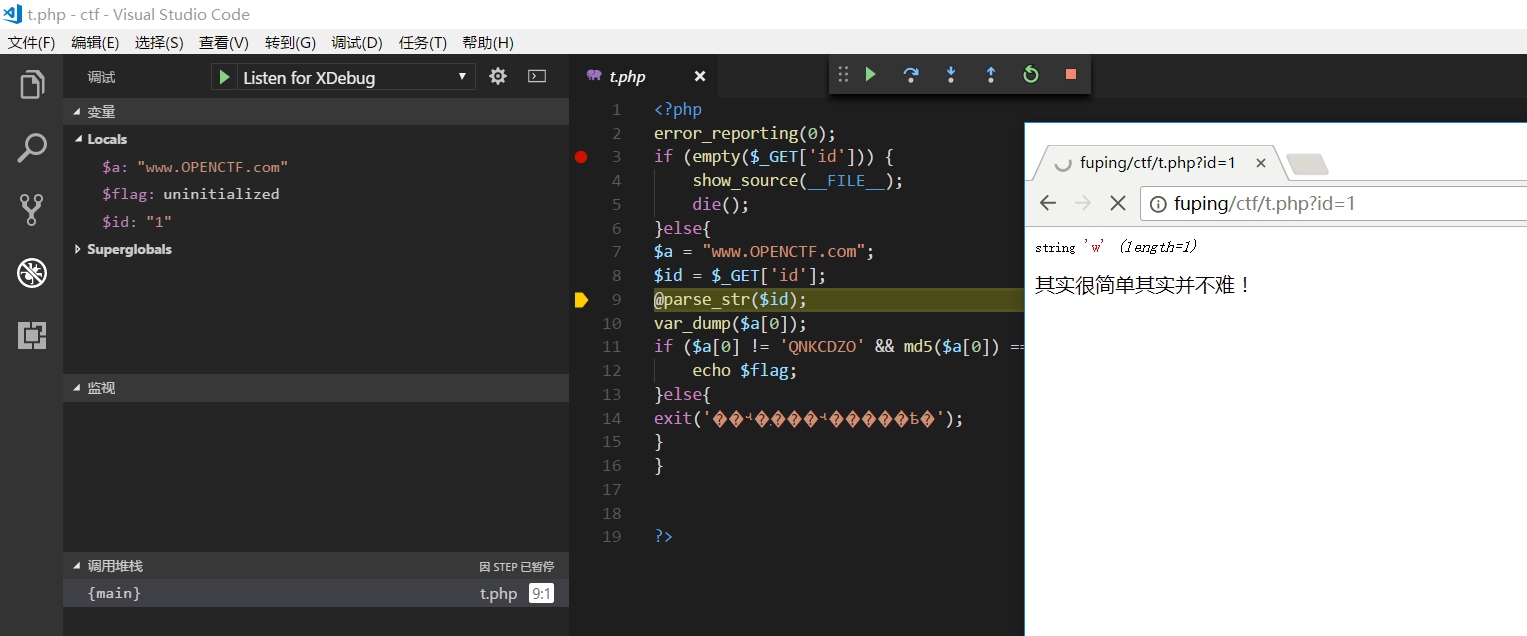 t.php - ctf - Visual Studio Code
文件(F) 编辑(E) 选择(S) 查看(V) 转到(G) 调试(D) 任务(T) 帮助(H)
调试
Listen for XDebug
变量
Locals
$a: "www.OPENCTF.com"
$flag: uninitialized
$id: "1"
Superglobals
监视
调用堆栈 因 STEP 已暂停
{main} t.php 9:1
t.php
1 <?php
2 error_reporting(0);
3 if (empty($_GET['id'])) {
4 show_source(__FILE__);
5 die();
6 }else{
7 $a = "www.OPENCTF.com";
8 $id = $_GET['id'];
9 @parse_str($id);
10 var_dump($a[0]);
11 if ($a[0] != 'QNKCDZO' && md5($a[0]) ==
12 echo $flag;
13 }else{
14 exit('');
15 }
16 }
17
18
19 ?>
fuping/ctf/t.php?id=1
fuping/ctf/t.php?id=1
string 'w' (length=1)
其实很简单其实并不难！